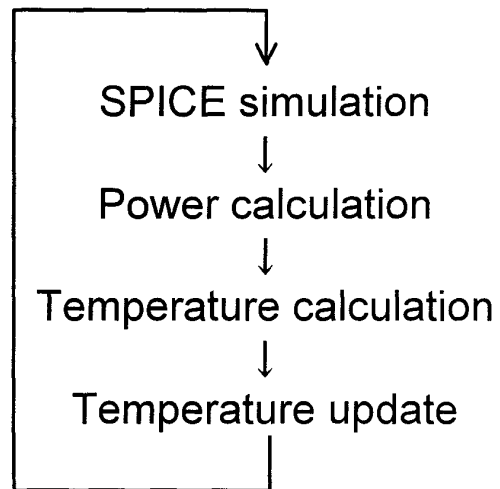 SPICE simulation
Power calculation
Temperature calculation
Temperature update